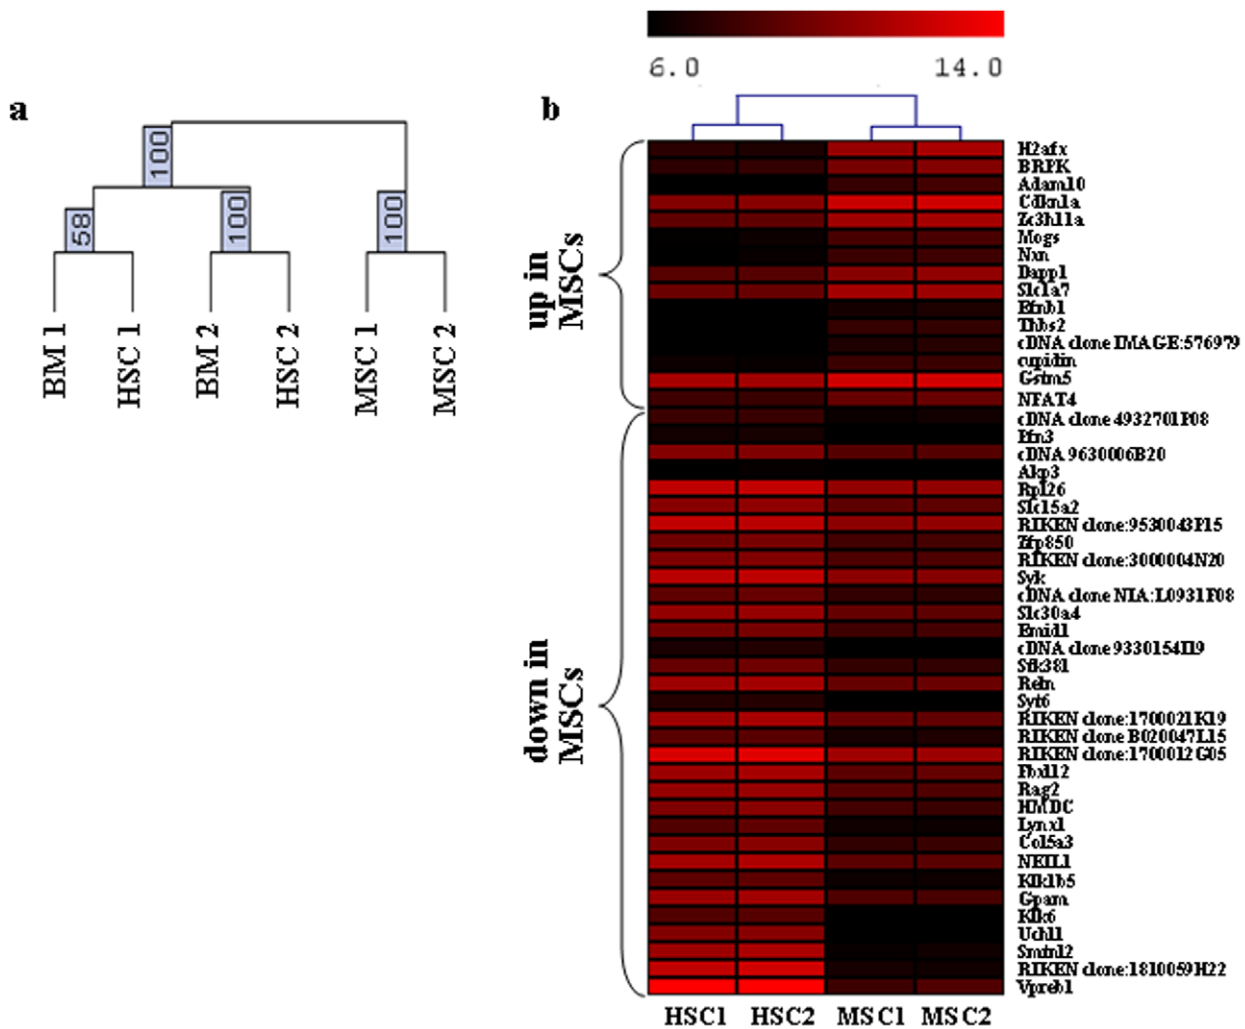 a
100
58
100
100
BM 1
HSC 1
BM 2
HSC 2
MSC 1
MSC 2
b
6.0 14.0
up in
MSCs
down in
MSCs
H2afx
BRPK
Adam10
Cdkn1a
Zc3h11a
Mogs
Nxn
Dapp1
Slc1a7
Efnb1
Thbs2
cDNA clone IMAGE:576979
cupidin
Gstm5
NFAT4
cDNA clone 4932701P08
Pfn3
cDNA 9630006B20
Akp3
Rpl26
Slc15a2
RIKEN clone:9530043P15
Zfp850
RIKEN clone:3000004N20
Syk
cDNA clone NIA:L0931F08
Slc30a4
Emid1
cDNA clone 9330154I19
Stk38l
Reln
Syt6
RIKEN clone:1700021K19
RIKEN clone B020047L15
RIKEN clone:1700012G05
Fbxl12
Rag2
HMDC
Lynx1
Col5a3
NEIL1
Klk1b5
Gpam
Klk6
Uchl1
Smtnl2
RIKEN clone:1810059H22
Vpreb1
HSC1 HSC2 MSC1 MSC2